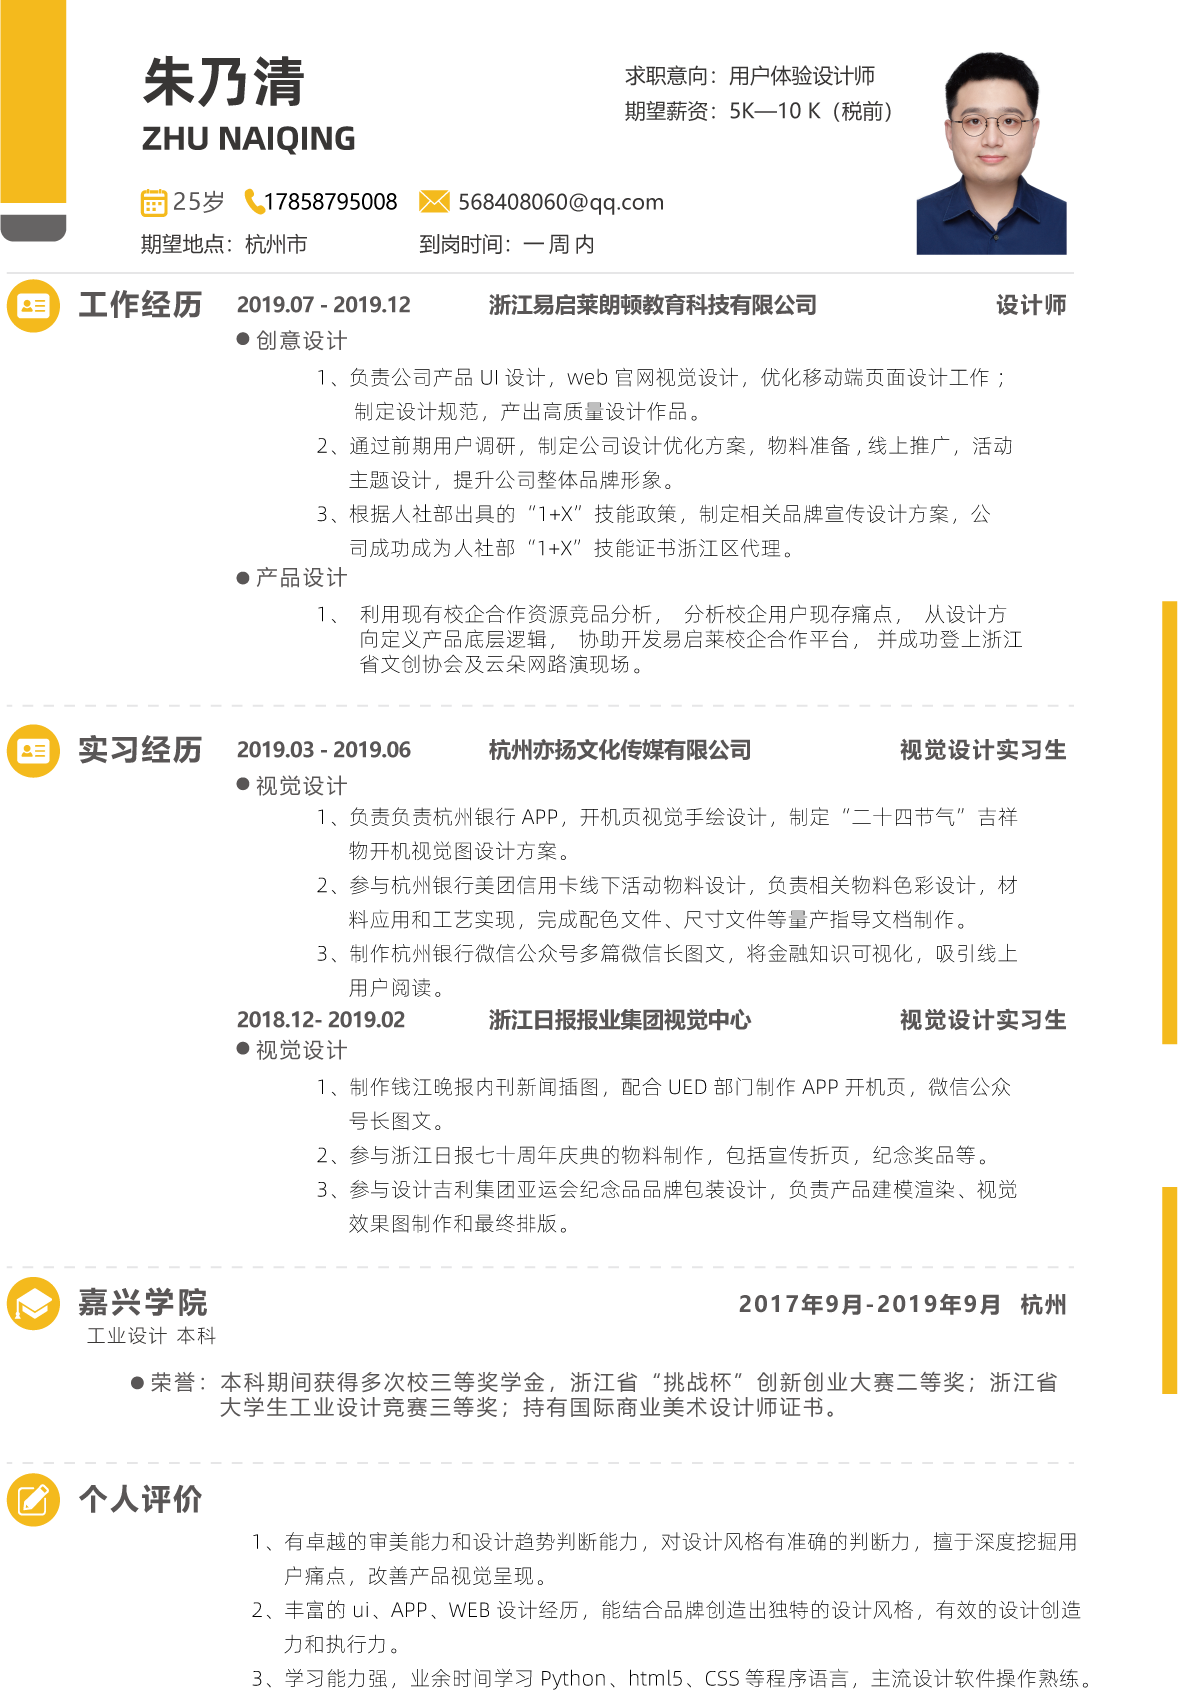 朱乃清
ZHU NAIQING
求职意向：用户体验设计师
期望薪资：5K—10 K（税前）
25岁 17858795008 568408060@qq.com
期望地点：杭州市 到岗时间：一周内
工作经历 2019.07 - 2019.12 浙江易启莱朗顿教育科技有限公司 设计师
● 创意设计
1、负责公司产品 UI 设计，web 官网视觉设计，优化移动端页面设计工作；
制定设计规范，产出高质量设计作品。
2、通过前期用户调研，制定公司设计优化方案，物料准备 , 线上推广，活动
主题设计，提升公司整体品牌形象。
3、根据人社部出具的“1+X”技能政策，制定相关品牌宣传设计方案，公
司成功成为人社部“1+X”技能证书浙江区代理。
● 产品设计
1、 利用现有校企合作资源竞品分析， 分析校企用户现存痛点， 从设计方
向定义产品底层逻辑， 协助开发易启莱校企合作平台， 并成功登上浙江
省文创协会及云朵网路演现场。
实习经历 2019.03 - 2019.06 杭州亦扬文化传媒有限公司 视觉设计实习生
● 视觉设计
1、负责负责杭州银行 APP，开机页视觉手绘设计，制定“二十四节气”吉祥
物开机视觉图设计方案。
2、参与杭州银行美团信用卡线下活动物料设计，负责相关物料色彩设计，材
料应用和工艺实现，完成配色文件、尺寸文件等量产指导文档制作。
3、制作杭州银行微信公众号多篇微信长图文，将金融知识可视化，吸引线上
用户阅读。
2018.12- 2019.02 浙江日报报业集团视觉中心 视觉设计实习生
● 视觉设计
1、制作钱江晚报内刊新闻插图，配合 UED 部门制作 APP 开机页，微信公众
号长图文。
2、参与浙江日报七十周年庆典的物料制作，包括宣传折页，纪念奖品等。
3、参与设计吉利集团亚运会纪念品品牌包装设计，负责产品建模渲染、视觉
效果图制作和最终排版。
嘉兴学院 2017年9月-2019年9月 杭州
工业设计 本科
● 荣誉：本科期间获得多次校三等奖学金，浙江省“挑战杯”创新创业大赛二等奖；浙江省
大学生工业设计竞赛三等奖；持有国际商业美术设计师证书。
个人评价
1、有卓越的审美能力和设计趋势判断能力，对设计风格有准确的判断力，擅于深度挖掘用
户痛点，改善产品视觉呈现。
2、丰富的 ui、APP、WEB 设计经历，能结合品牌创造出独特的设计风格，有效的设计创造
力和执行力。
3、学习能力强，业余时间学习 Python、html5、CSS 等程序语言，主流设计软件操作熟练。